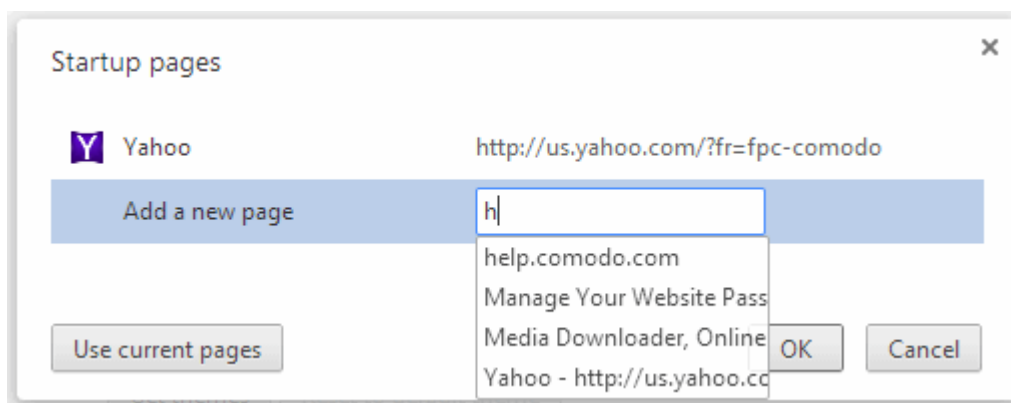 Startup pages
Yahoo http://us.yahoo.com/?fr=fpc-comodo
Add a new page h
help.comodo.com
Manage Your Website Pass
Media Downloader, Online
Yahoo - http://us.yahoo.co
Use current pages OK Cancel